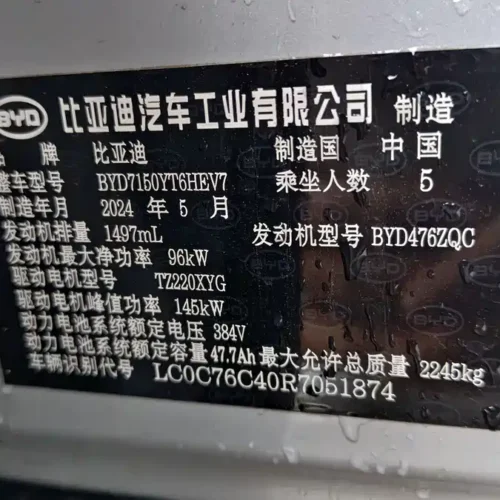 BYD 比亚迪汽车工业有限公司 制造
品 牌 比亚迪 制造国 中 国
整车型号 BYD7150YT6HEV7 乘坐人数 5
制造年月 2024 年 5 月
发动机排量 1497mL 发动机型号 BYD476ZQC
发动机最大净功率 96kW
驱动电机型号 TZ220XYG
驱动电机峰值功率 145kW
动力电池系统额定电压 384V
动力电池系统额定容量 47.7Ah 最大允许总质量 2245kg
车辆识别代号 LC0C76C40R7051874